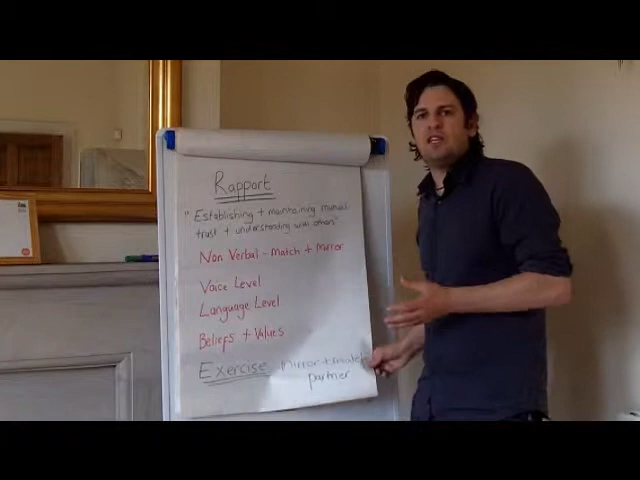 Rapport
"Establishing + maintaining mutual
trust + understanding with others"
Non Verbal - Match + Mirror
Voice Level
Language Level
Beliefs + Values
Exercise Mirror + match
partner